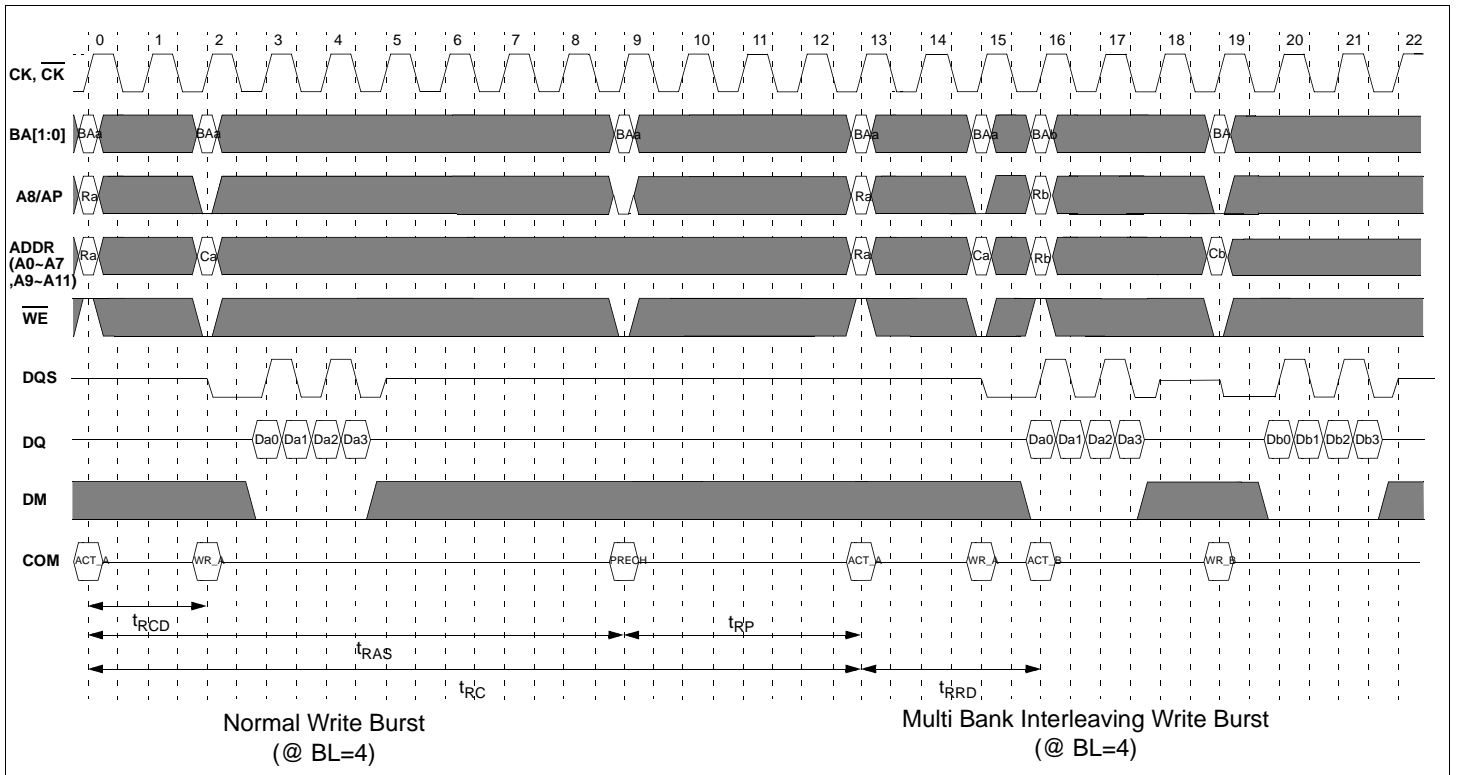 0 1 2 3 4 5 6 7 8 9 10 11 12 13 14 15 16 17 18 19 20 21 22
CK, CK
BA[1:0] BAa BAa BAa BAa BAa BAb BA
A8/AP Ra Ra Rb
ADDR
(A0~A7
,A9~A11)
Ra Ca Ra Ca Rb Cb
WE
DQS
DQ Da0 Da1 Da2 Da3 Da0 Da1 Da2 Da3 Db0 Db1 Db2 Db3
DM
COM ACT_A WR_A PRECH ACT_A WR_A ACT_B WR_B
tRCD
tRP
tRAS
tRC
tRRD
Normal Write Burst
(@ BL=4)
Multi Bank Interleaving Write Burst
(@ BL=4)